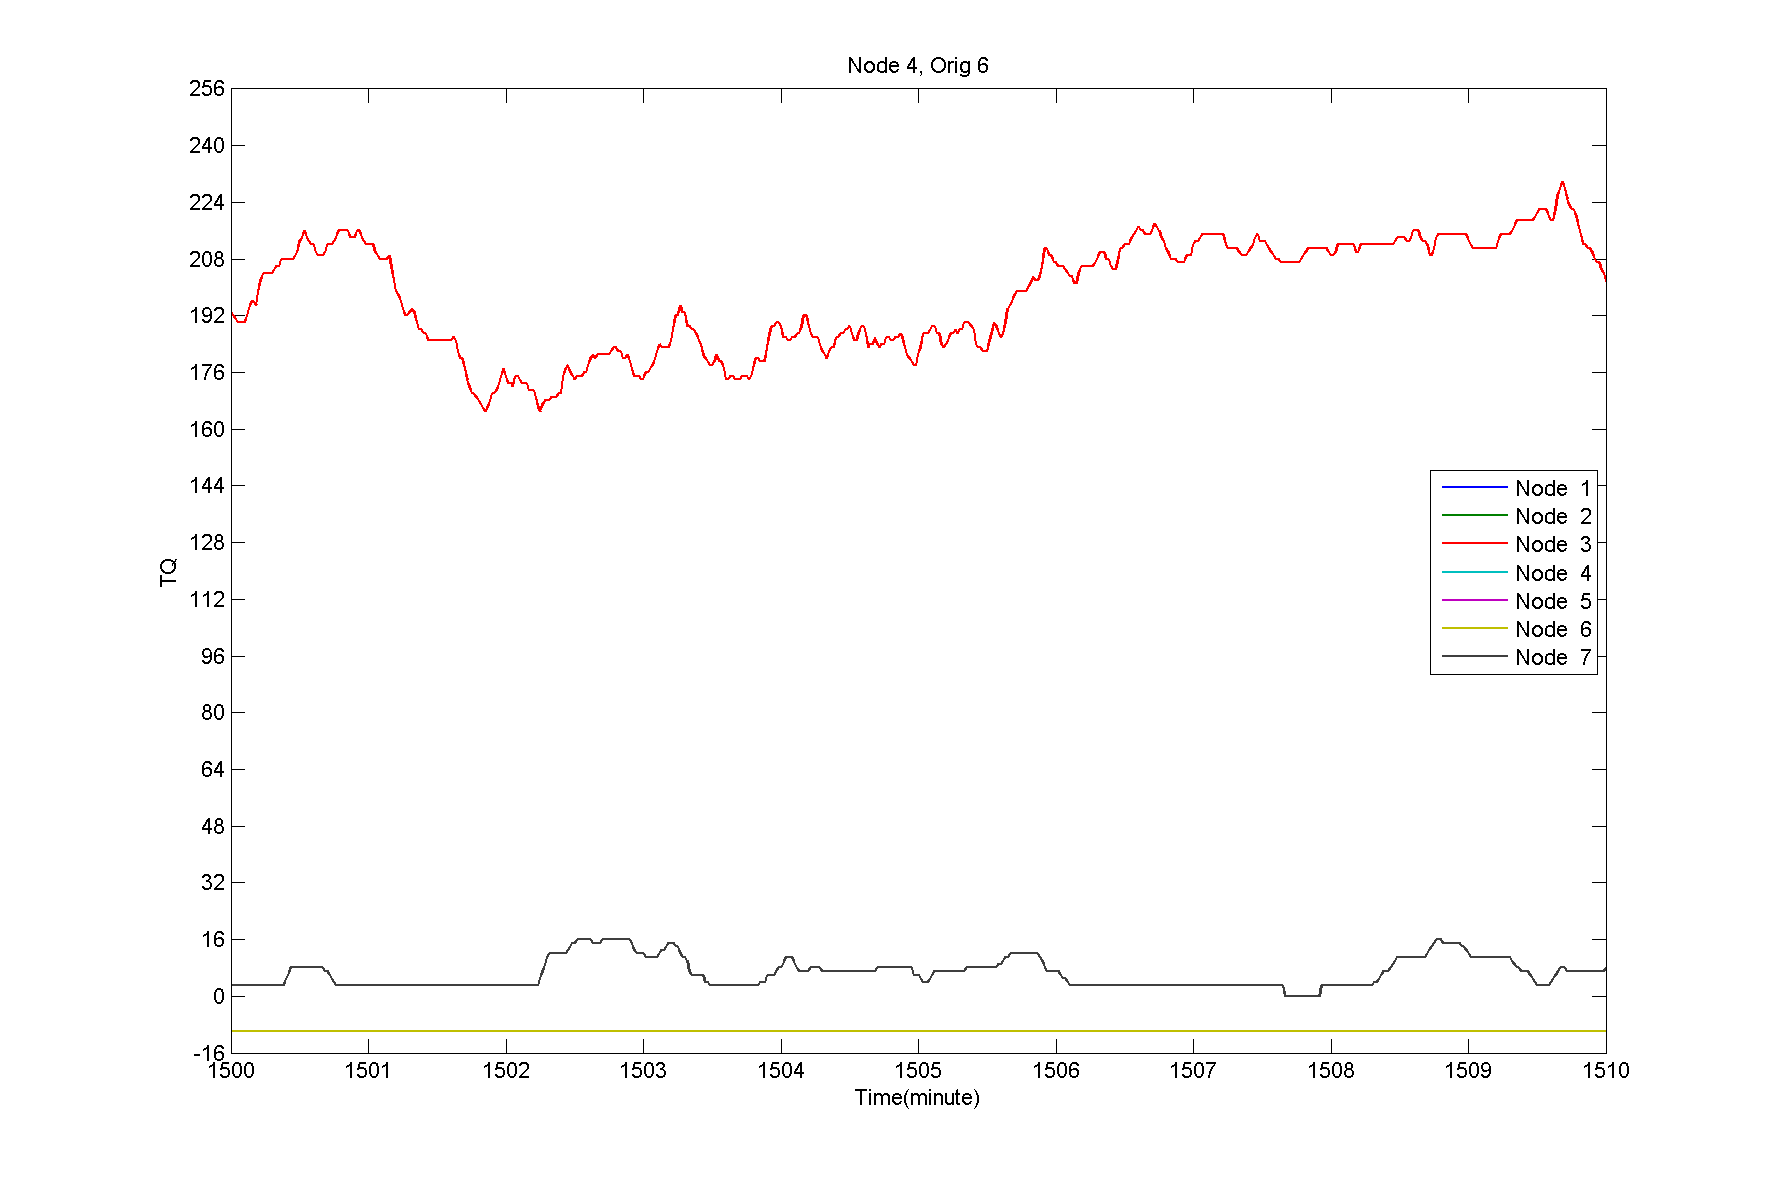 Node 4, Orig 6
256
240
224
208
192
176
160
144
128
112
96
80
64
48
32
16
0
-16
TQ
Node 1
Node 2
Node 3
Node 4
Node 5
Node 6
Node 7
1500 1501 1502 1503 1504 1505 1506 1507 1508 1509 1510
Time(minute)